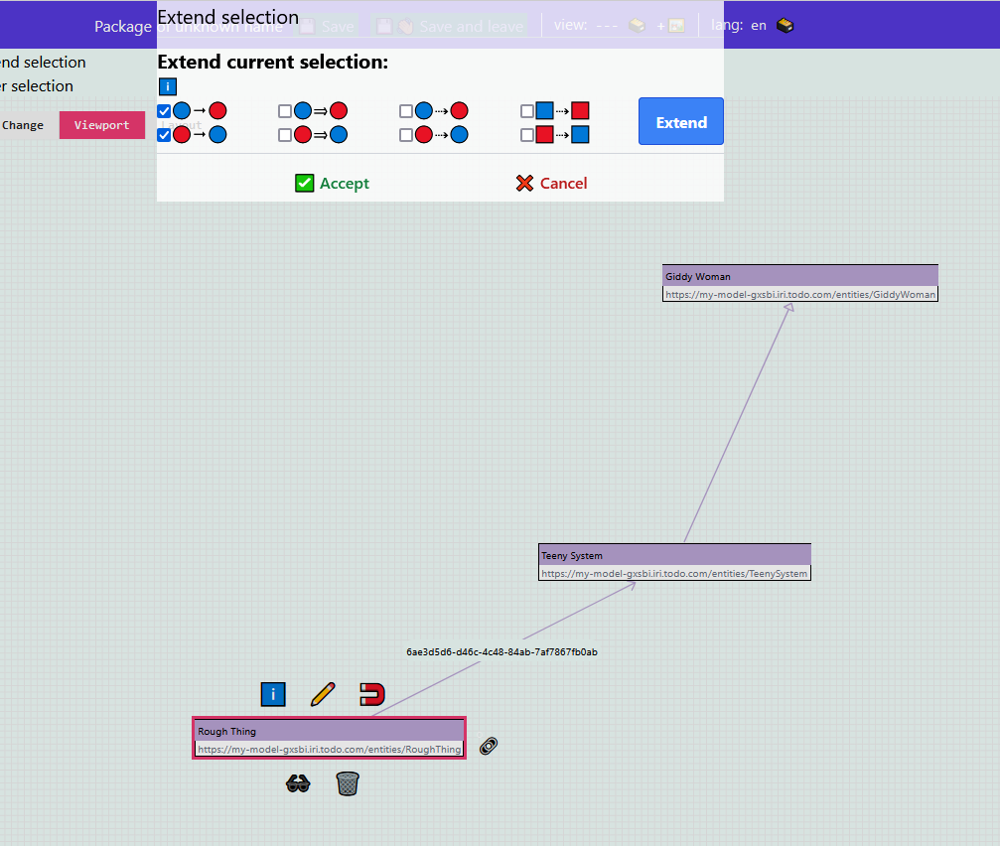 Extend selection
Package of unknown name
Save
Save and leave
view: ---
+
lang: en
nd selection
r selection
Extend current selection:
i
Change
Viewport
Layout
Extend
Accept
Cancel
Giddy Woman
https://my-model-gxsbi.iri.todo.com/entities/GiddyWoman
Teeny System
https://my-model-gxsbi.iri.todo.com/entities/TeenySystem
6ae3d5d6-d46c-4c48-84ab-7af7867fb0ab
i
Rough Thing
https://my-model-gxsbi.iri.todo.com/entities/RoughThing